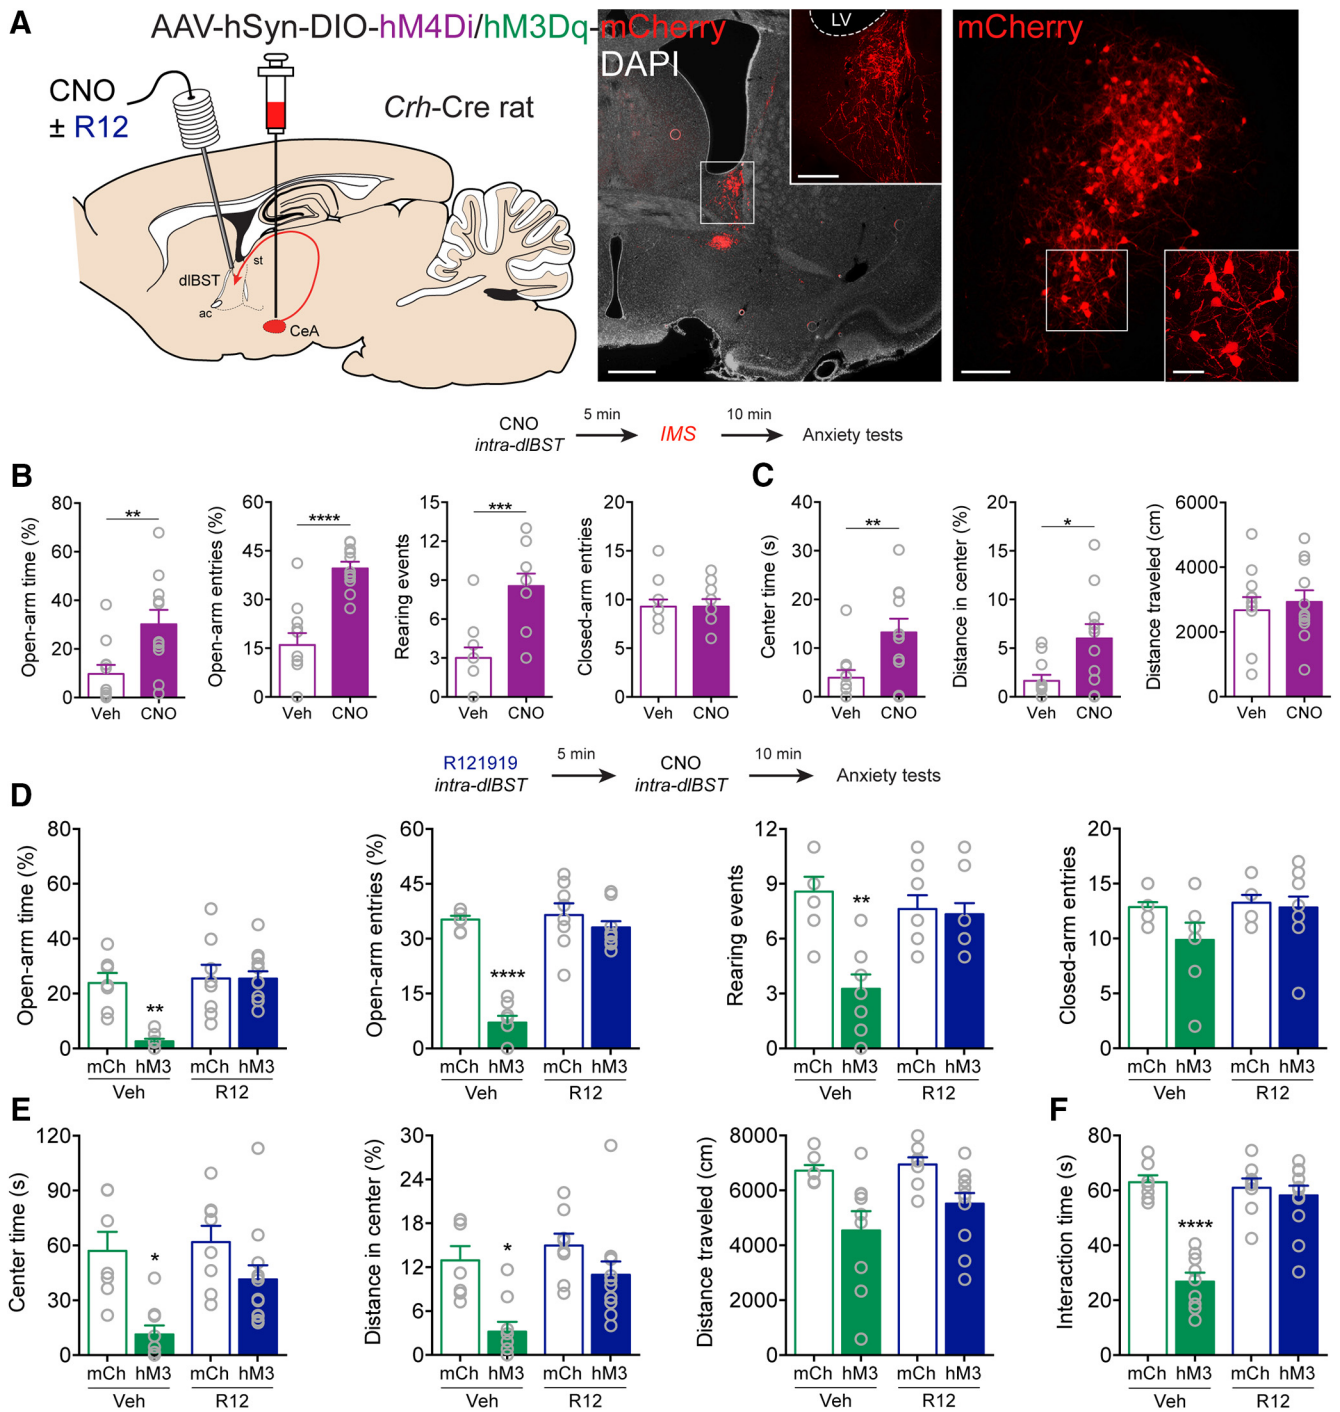 A
AAV-hSyn-DIO-hM4Di/hM3Dq-mCherry
CNO
± R12
Crh-Cre rat
dlBST
st
ac
CeA
DAPI
LV
mCherry
CNO
intra-dlBST
5 min
IMS
10 min
Anxiety tests
B
Open-arm time (%)
80
60
40
20
0
**
Veh CNO
Open-arm entries (%)
60
45
30
15
0
****
Veh CNO
Rearing events
15
12
9
6
3
0
***
Veh CNO
Closed-arm entries
20
15
10
5
0
Veh CNO
C
Center time (s)
40
30
20
10
0
**
Veh CNO
Distance in center (%)
20
15
10
5
0
*
Veh CNO
Distance traveled (cm)
6000
4000
2000
0
Veh CNO
R121919
intra-dlBST
5 min
CNO
intra-dlBST
10 min
Anxiety tests
D
Open-arm time (%)
80
60
40
20
0
**
mCh hM3 mCh hM3
Veh R12
Open-arm entries (%)
60
45
30
15
0
****
mCh hM3 mCh hM3
Veh R12
Rearing events
12
9
6
3
0
**
mCh hM3 mCh hM3
Veh R12
Closed-arm entries
20
15
10
5
0
mCh hM3 mCh hM3
Veh R12
E
Center time (s)
120
90
60
30
0
*
mCh hM3 mCh hM3
Veh R12
Distance in center (%)
30
24
18
12
6
0
*
mCh hM3 mCh hM3
Veh R12
Distance traveled (cm)
8000
6000
4000
2000
0
mCh hM3 mCh hM3
Veh R12
F
Interaction time (s)
80
60
40
20
0
****
mCh hM3 mCh hM3
Veh R12